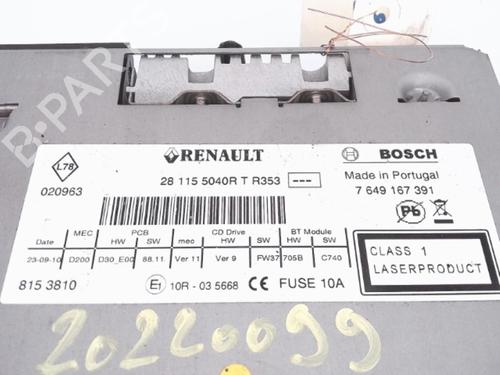 L78
020963
RENAULT
28 115 5040R T R353 ---
BOSCH
Made in Portugal
7 649 167 391
Pb
MEC PCB CD Drive BT Module
Date HW SW mec HW SW HW SW
23-09-10 D200 D30_E00 88.11. Ver 11 Ver 9 FW37 705B C740
CLASS 1
LASERPRODUCT
815 3810
E1 10R - 03 5668 CE FUSE 10A
20220099
B-PARTS